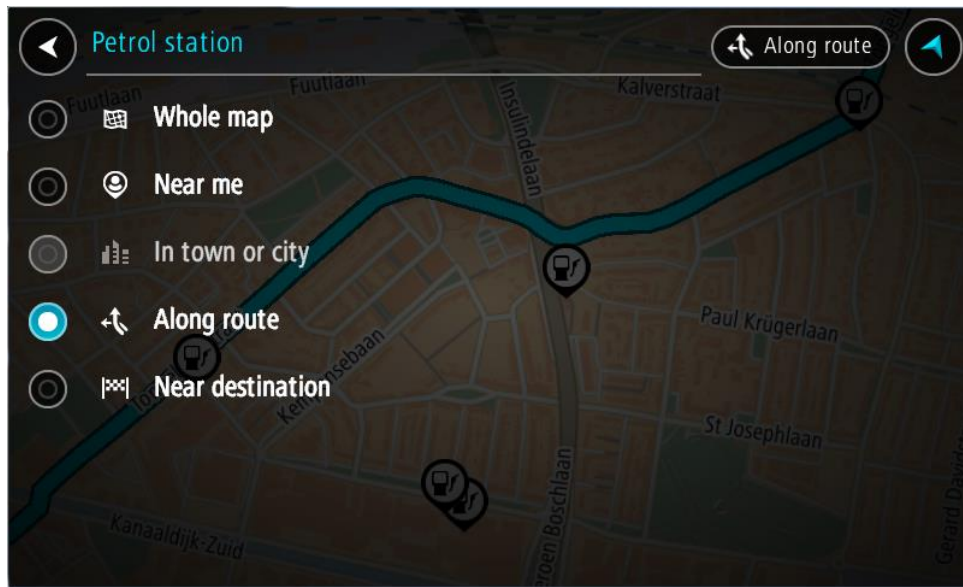 Petrol station
Along route
Fuutlaan
Fuutlaan
Insulindelaan
Kalverstraat
Whole map
Near me
In town or city
Along route
Paul Krügerlaan
Near destination
St Josephlaan
Kanaaldijk-Zuid